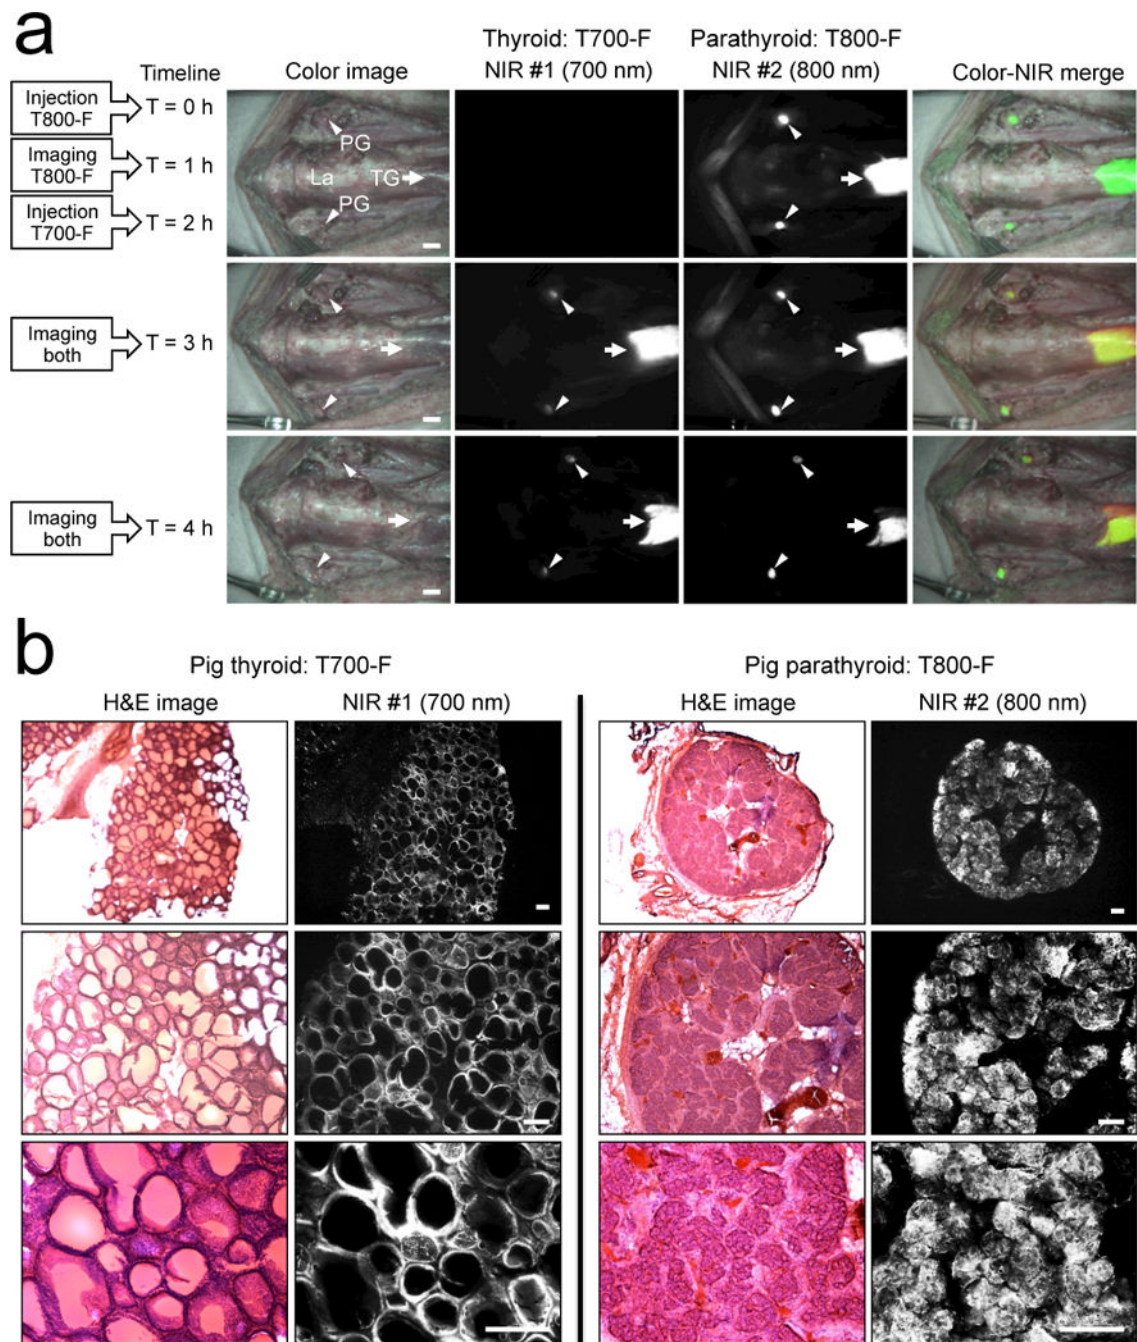 a
Thyroid: T700-F
Parathyroid: T800-F
Timeline
Color image
NIR #1 (700 nm)
NIR #2 (800 nm)
Color-NIR merge
Injection
T800-F
T = 0 h
Imaging
T800-F
T = 1 h
Injection
T700-F
T = 2 h
PG
La
TG
PG
Imaging
both
T = 3 h
Imaging
both
T = 4 h
b
Pig thyroid: T700-F
Pig parathyroid: T800-F
H&E image
NIR #1 (700 nm)
H&E image
NIR #2 (800 nm)